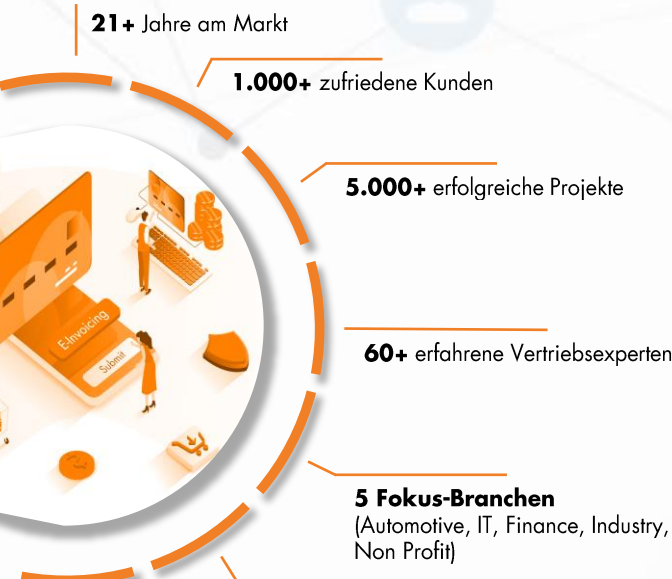 21+ Jahre am Markt
1.000+ zufriedene Kunden
5.000+ erfolgreiche Projekte
60+ erfahrene Vertriebsexperten
E-Invoicing
Submit
5 Fokus-Branchen
(Automotive, IT, Finance, Industry,
Non Profit)